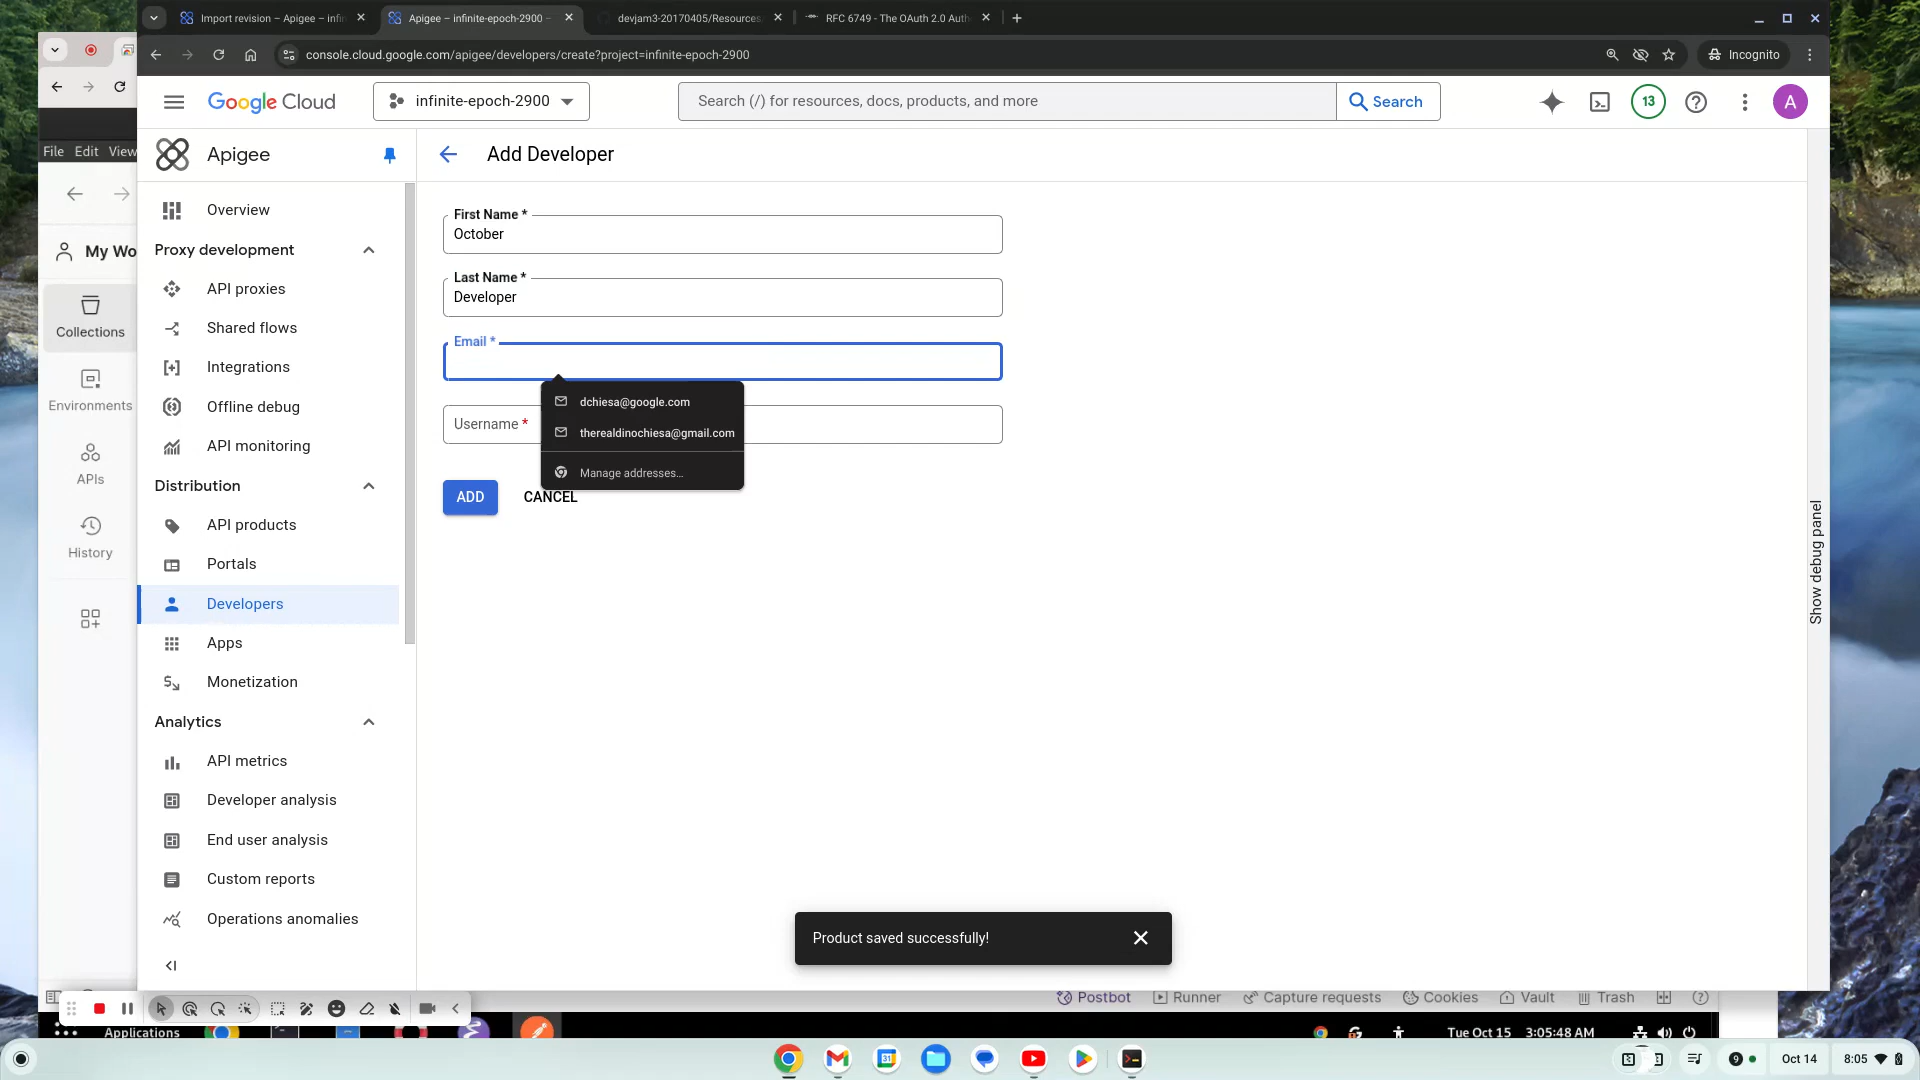 Import revision – Apigee – infin
Apigee – infinite-epoch-2900 –
devjam3-20170405/Resources
RFC 6749 - The OAuth 2.0 Auth
console.cloud.google.com/apigee/developers/create?project=infinite-epoch-2900
Incognito
Google Cloud
infinite-epoch-2900
Search (/) for resources, docs, products, and more
Search
13
A
File Edit View
Apigee
Add Developer
Overview
Proxy development
API proxies
Shared flows
Integrations
Offline debug
API monitoring
Distribution
API products
Portals
Developers
Apps
Monetization
Analytics
API metrics
Developer analysis
End user analysis
Custom reports
Operations anomalies
My Wo
Collections
Environments
APIs
History
First Name *
October
Last Name *
Developer
Email *
dchiesa@google.com
therealdinochiesa@gmail.com
Manage addresses...
Username *
ADD
CANCEL
Show debug panel
Product saved successfully!
Postbot
Runner
Capture requests
Cookies
Vault
Trash
Applications
Tue Oct 15 3:05:48 AM
31
9
Oct 14
8:05